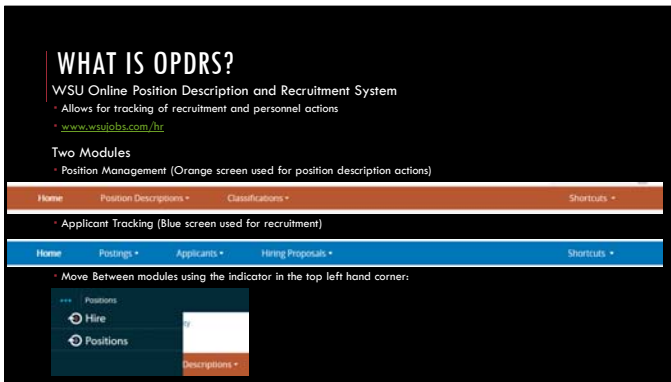 WHAT IS OPDRS?
WSU Online Position Description and Recruitment System
Allows for tracking of recruitment and personnel actions
www.wsujobs.com/hr
Two Modules
Position Management (Orange screen used for position description actions)
Home Position Descriptions Classifications Shortcuts
Applicant Tracking (Blue screen used for recruitment)
Home Postings Applicants Hiring Proposals Shortcuts
Move Between modules using the indicator in the top left hand corner:
Positions
Hire
ry
Positions
Descriptions